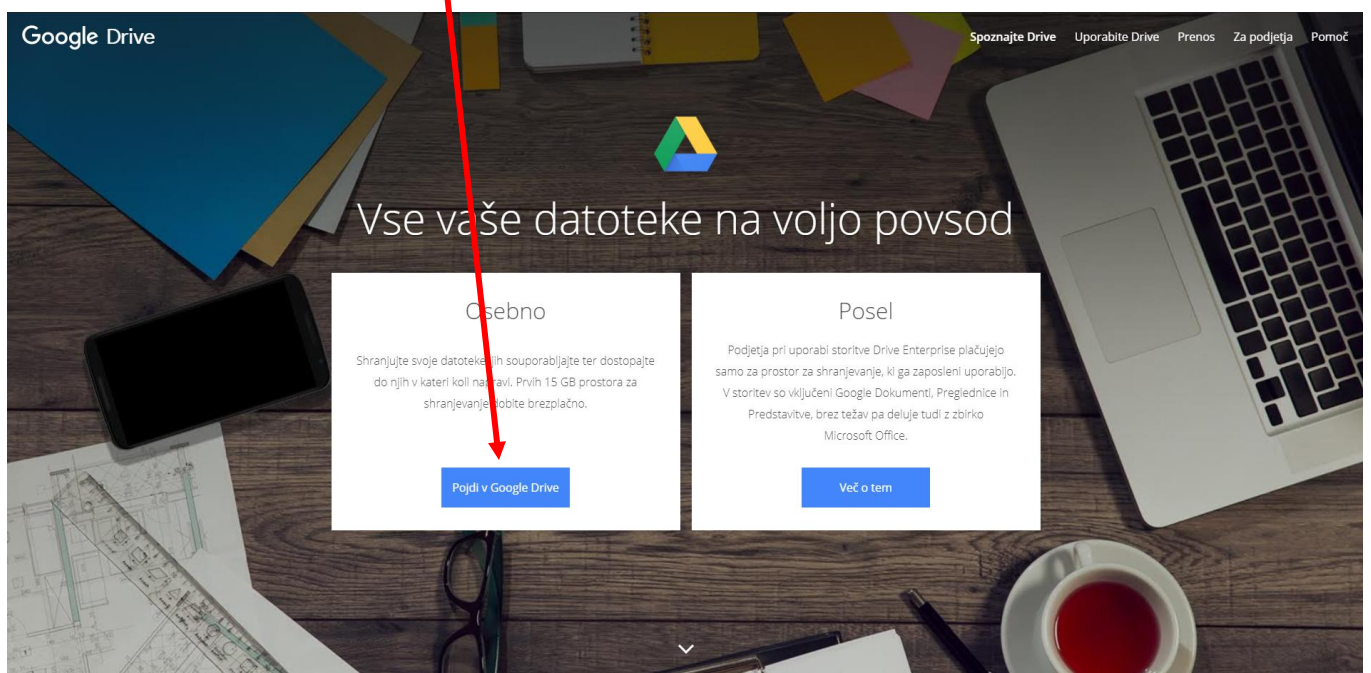 Google Drive
Spoznajte Drive Uporabite Drive Prenos Za podjetja Pomoč
Vse vaše datoteke na voljo povsod
Osebno
Shranjujte svoje datoteke, jih souporabljajte ter dostopajte
do njih v kateri koli napravi. Prvih 15 GB prostora za
shranjevanje dobite brezplačno.
Pojdi v Google Drive
Posel
Podjetja pri uporabi storitve Drive Enterprise plačujejo
samo za prostor za shranjevanje, ki ga zaposleni uporabijo.
V storitev so vključeni Google Dokumenti, Preglednice in
Predstavitve, brez težav pa deluje tudi z zbirko
Microsoft Office.
Več o tem